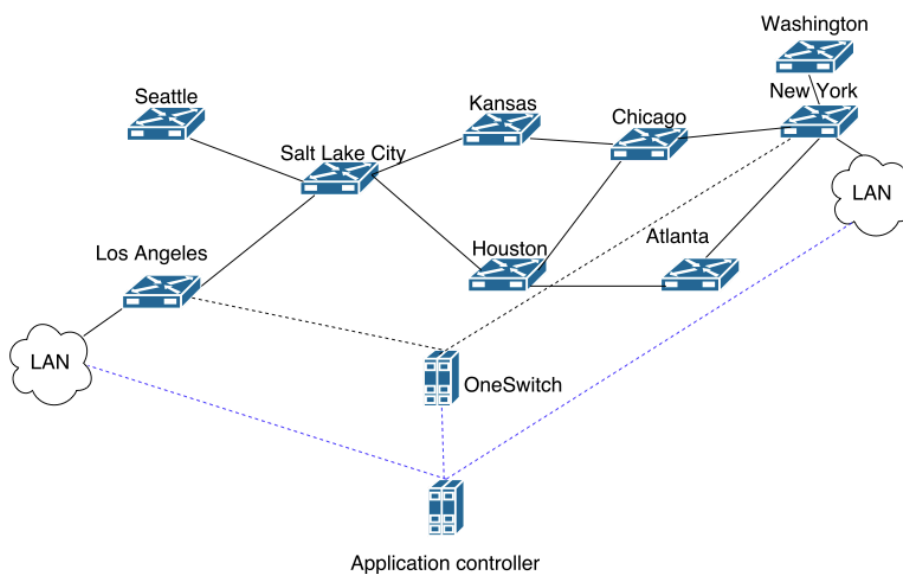 Washington
Seattle
Kansas
New York
Chicago
Salt Lake City
LAN
Los Angeles
Houston
Atlanta
LAN
OneSwitch
Application controller